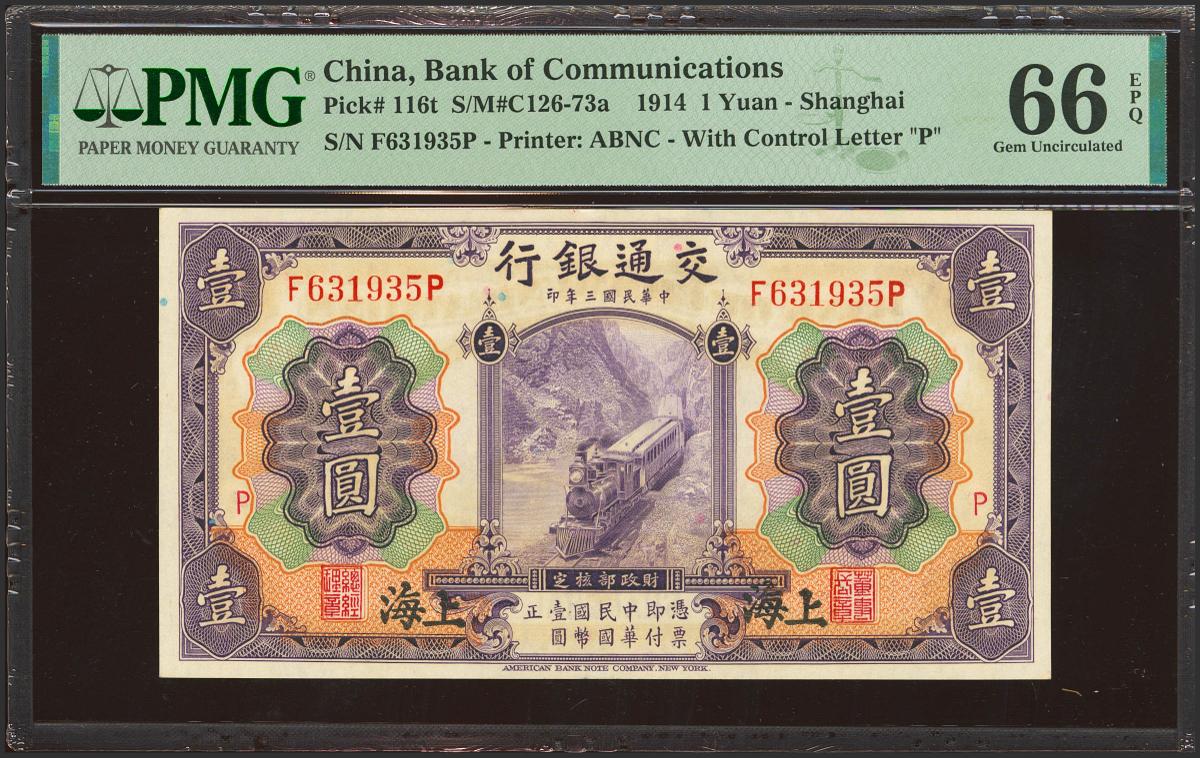 PMG®
PAPER MONEY GUARANTY
China, Bank of Communications
Pick# 116t S/M#C126-73a 1914 1 Yuan - Shanghai
S/N F631935P - Printer: ABNC - With Control Letter "P"
66
EPQ
Gem Uncirculated
交通銀行
中華民國三年印
壹
壹
F631935P
F631935P
壹
壹
壹圓
壹圓
P
P
財政部核定
上海
上海
憑票即付中華民國國幣壹圓正
壹
壹
AMERICAN BANK NOTE COMPANY, NEW YORK.